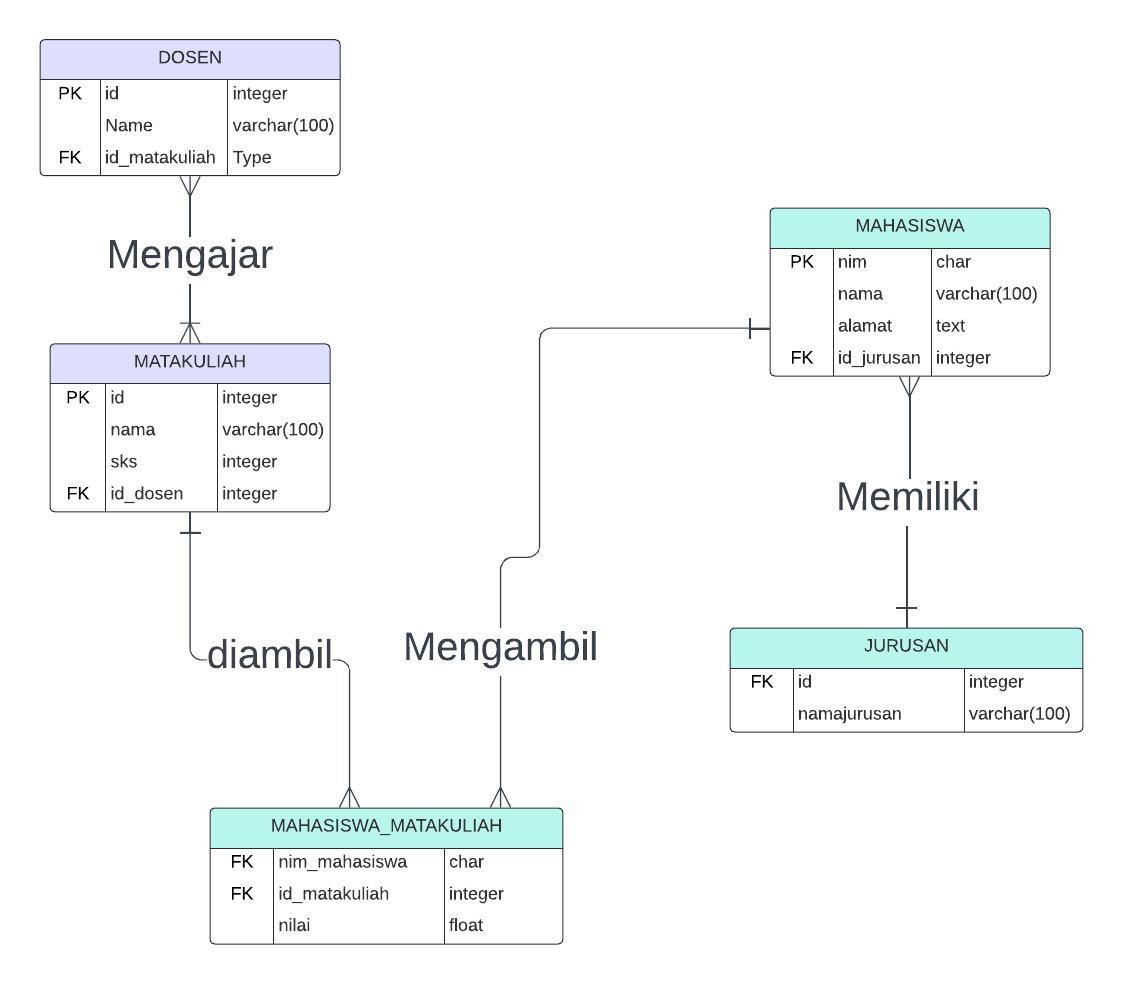 DOSEN
PK id integer
Name varchar(100)
FK id_matakuliah Type
Mengajar
MATAKULIAH
PK id integer
nama varchar(100)
sks integer
FK id_dosen integer
MAHASISWA
PK nim char
nama varchar(100)
alamat text
FK id_jurusan integer
Memiliki
JURUSAN
FK id integer
namajurusan varchar(100)
diambil
Mengambil
MAHASISWA_MATAKULIAH
FK nim_mahasiswa char
FK id_matakuliah integer
nilai float